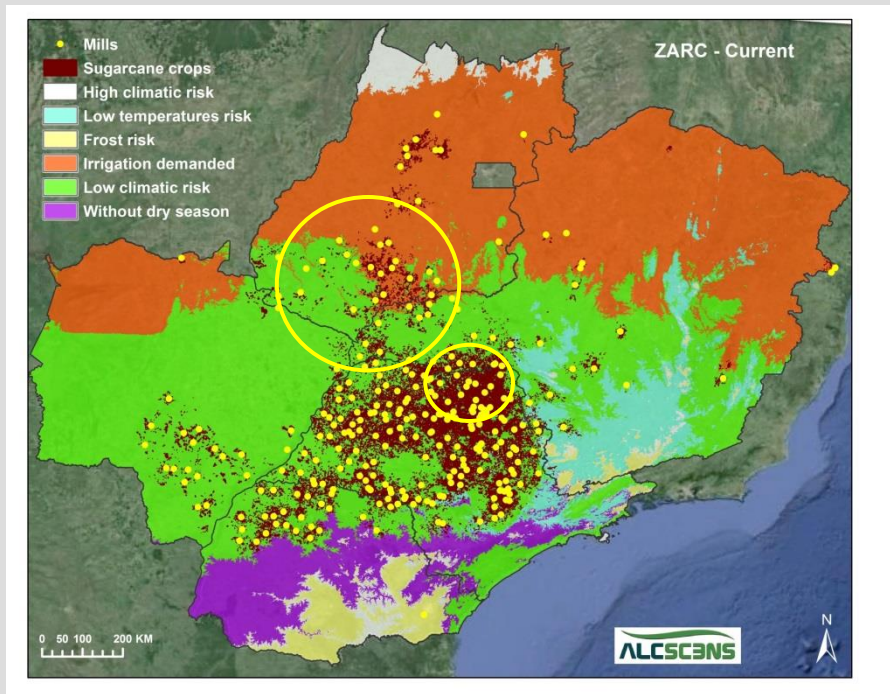 ZARC - Current
Mills
Sugarcane crops
High climatic risk
Low temperatures risk
Frost risk
Irrigation demanded
Low climatic risk
Without dry season
0 50 100 200 KM
ALCSCENS
N